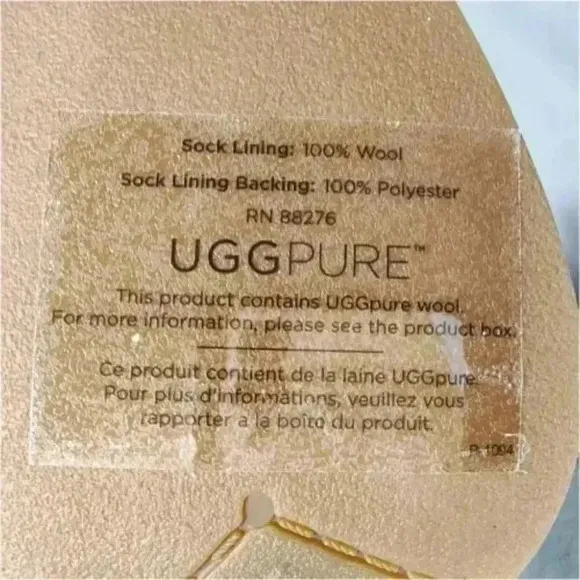 Sock Lining: 100% Wool
Sock Lining Backing: 100% Polyester
RN 88276
UGGPURE™
This product contains UGGpure wool.
For more information, please see the product box.
Ce produit contient de la laine UGGpure.
Pour plus d'informations, veuillez vous
rapporter a la boîte du produit.
P. 1094